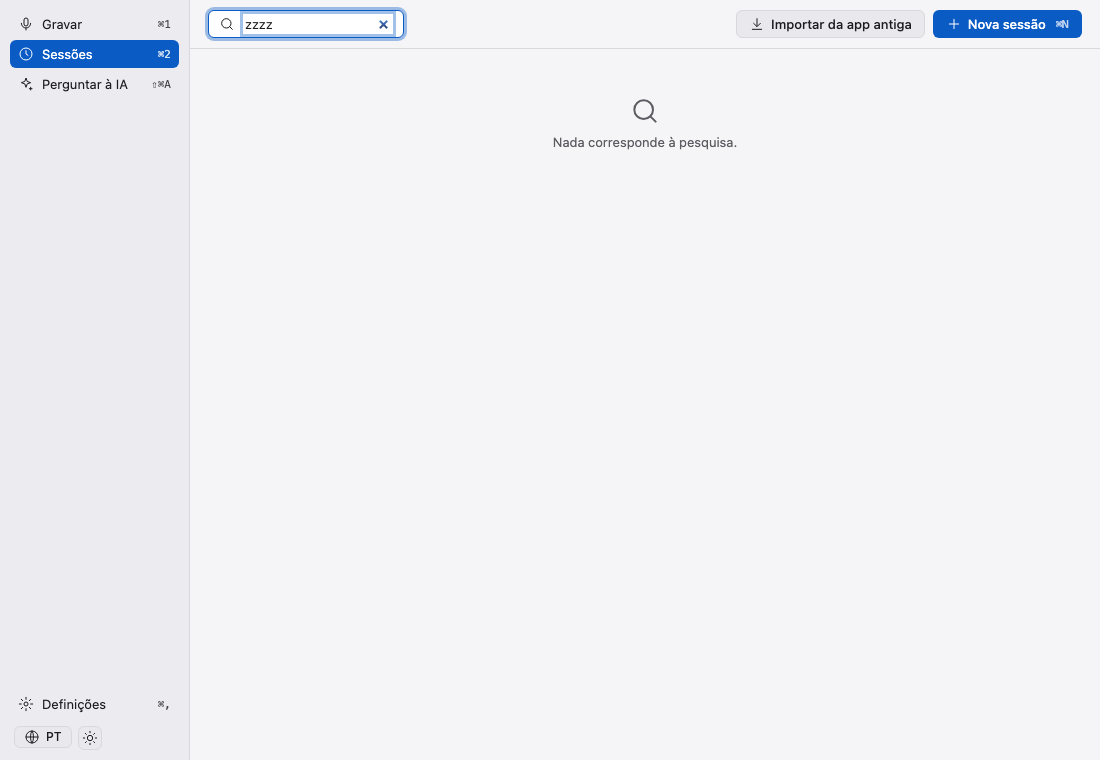 Gravar ⌘1
Sessões ⌘2
Perguntar à IA ⇧⌘A
zzzz
Importar da app antiga
Nova sessão ⌘N
Nada corresponde à pesquisa.
Definições ⌘,
PT